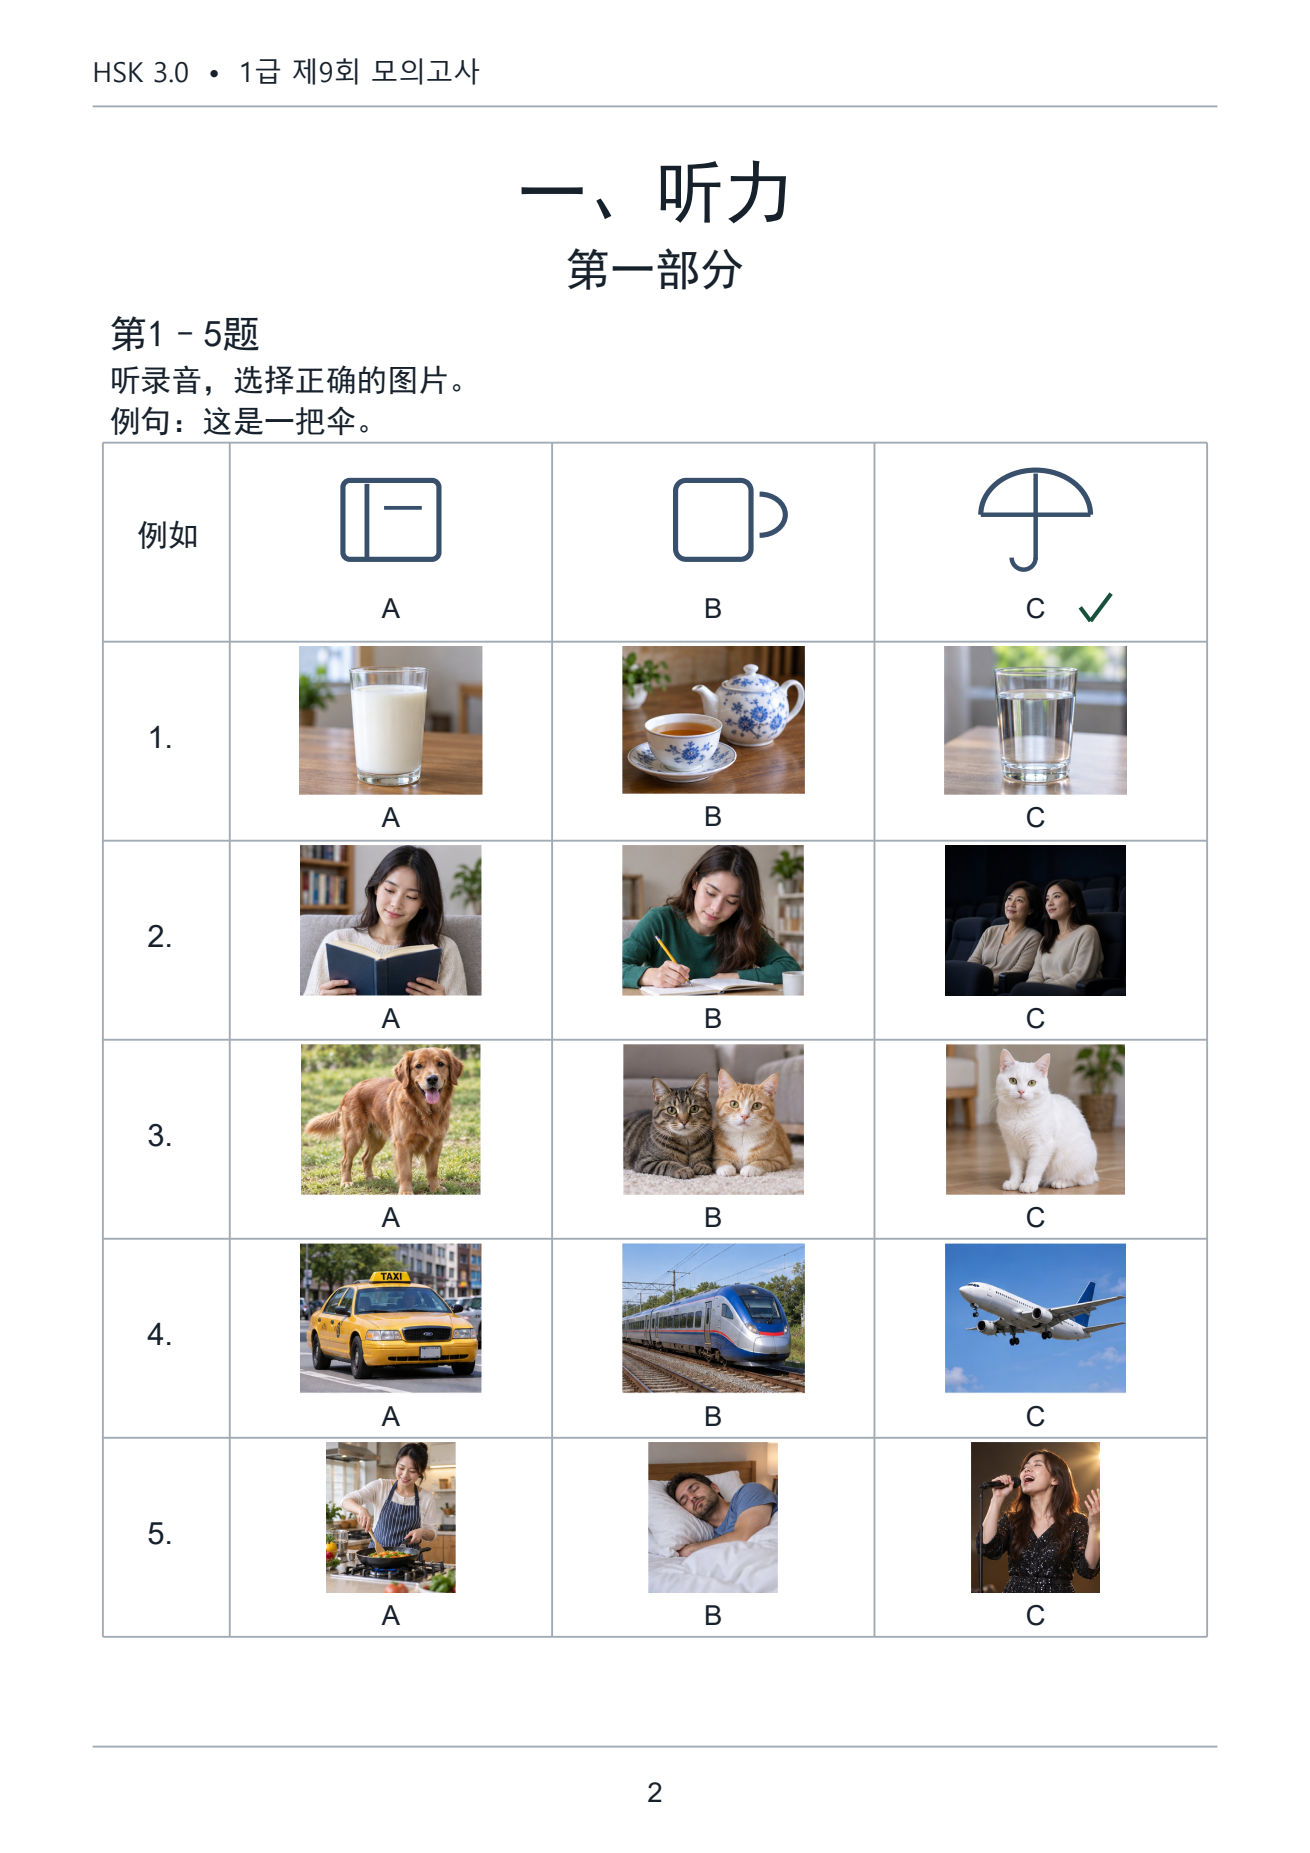 HSK 3.0 • 1급 제9회 모의고사
一、听力
第一部分
第1－5题
听录音，选择正确的图片。
例句：这是一把伞。
例如
A
B
C
1.
A
B
C
2.
A
B
C
3.
A
B
C
4.
TAXI
A
B
C
5.
A
B
C
2